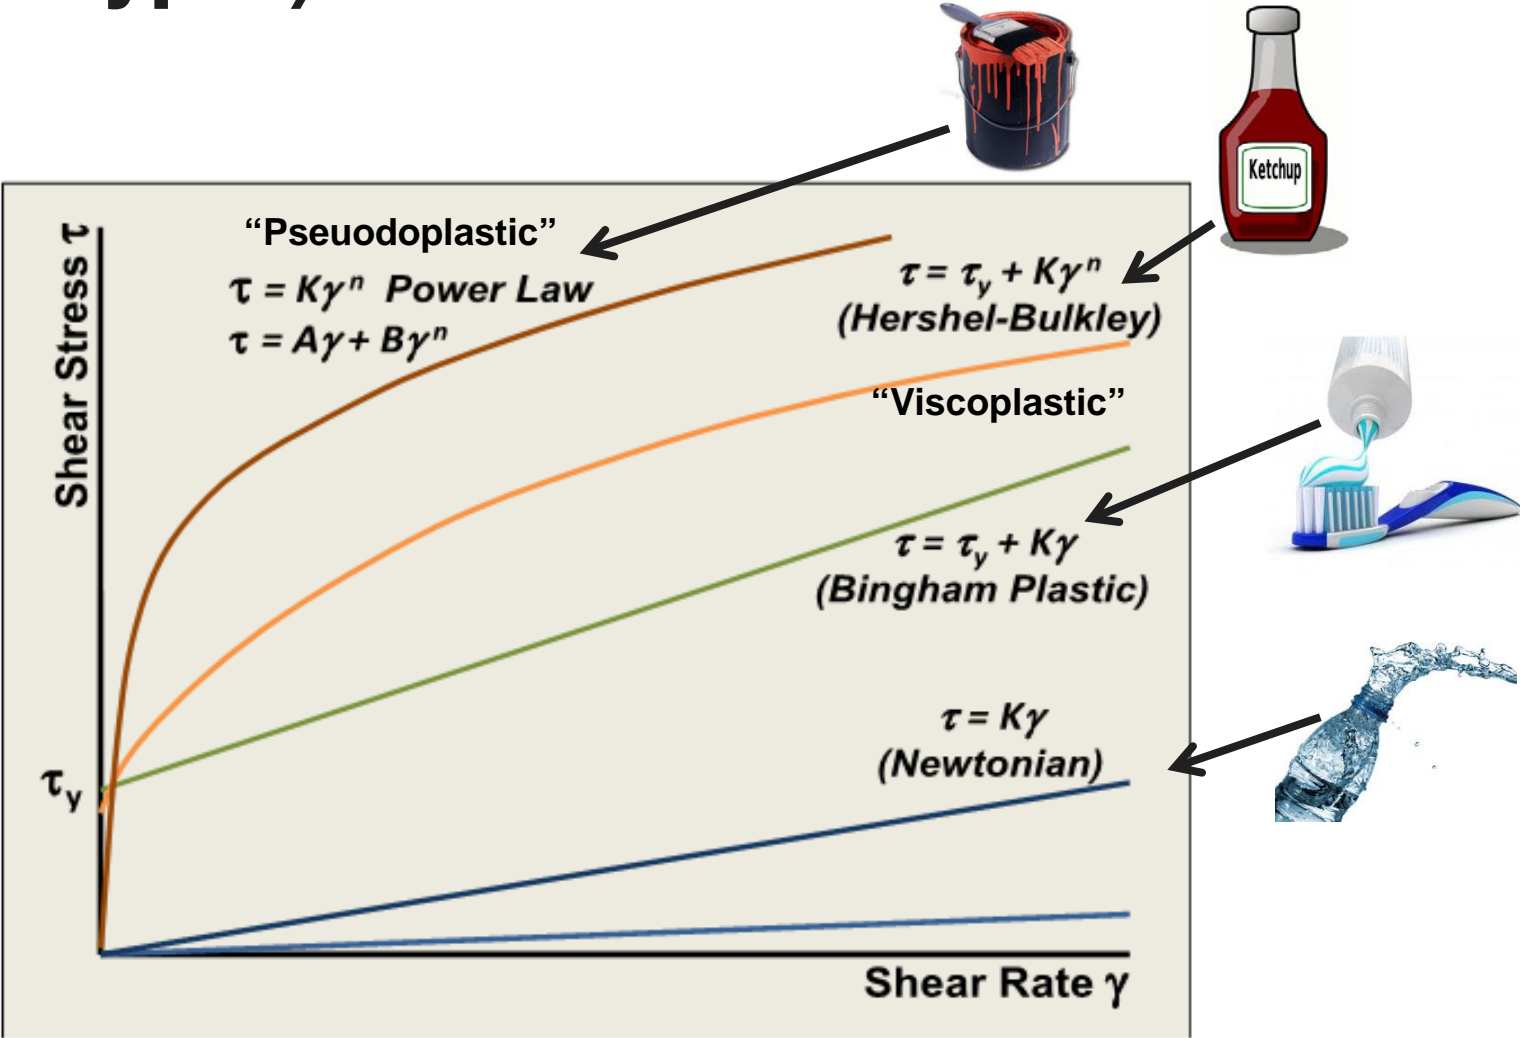 Ketchup
“Pseuodoplastic”
τ = Kγⁿ Power Law
τ = Aγ + Bγⁿ
τ = τy + Kγⁿ
(Hershel-Bulkley)
“Viscoplastic”
τ = τy + Kγ
(Bingham Plastic)
τ = Kγ
(Newtonian)
Shear Stress τ
τy
Shear Rate γ